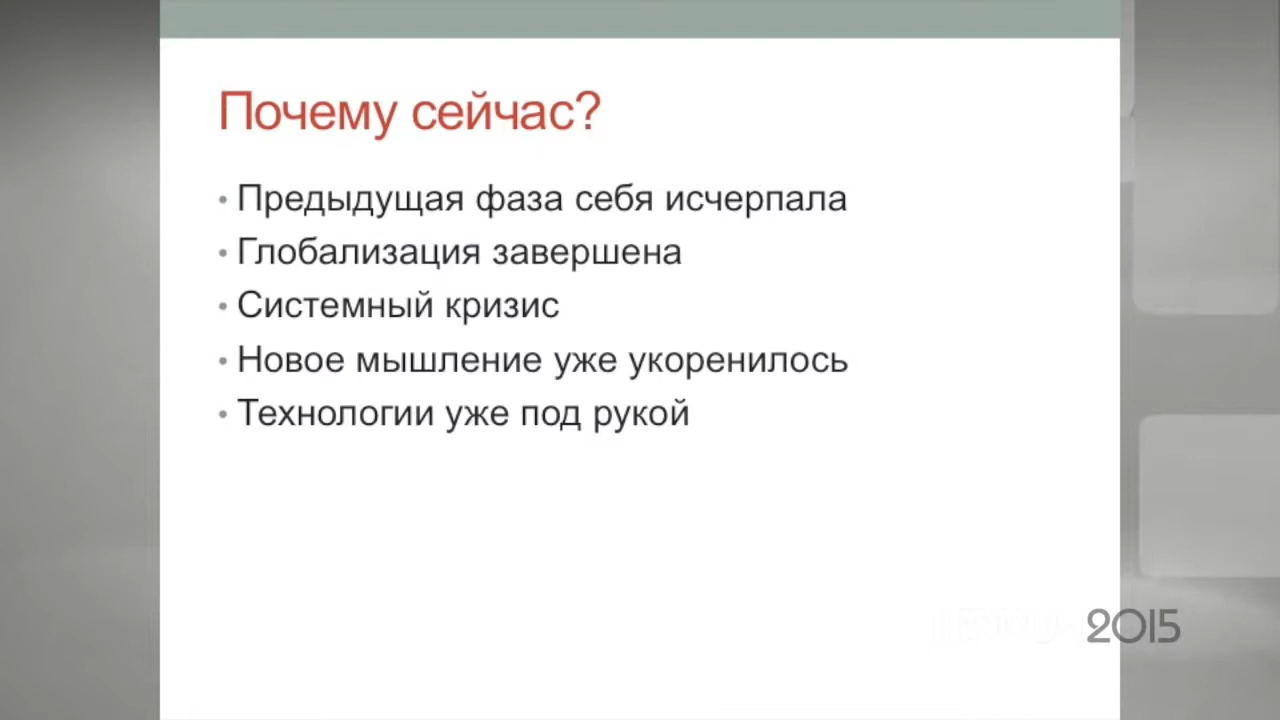 Почему сейчас?
• Предыдущая фаза себя исчерпала
• Глобализация завершена
• Системный кризис
• Новое мышление уже укоренилось
• Технологии уже под рукой
2015